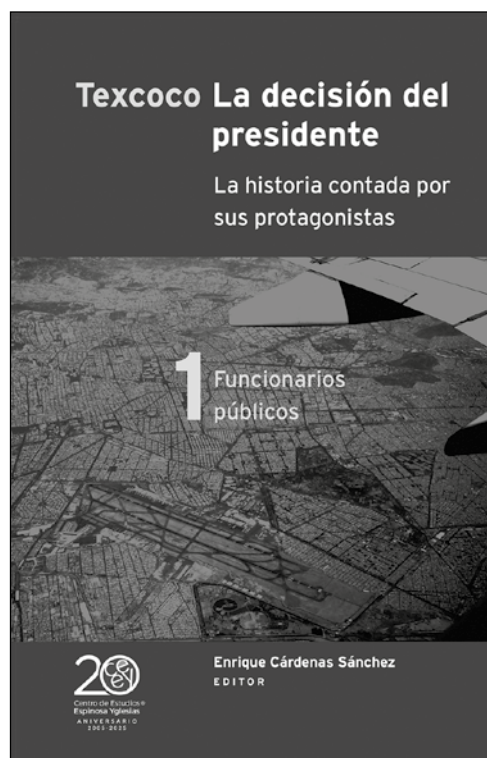 Texcoco La decisión del
presidente
La historia contada por
sus protagonistas
1 Funcionarios
públicos
20
ceey
Centro de Estudios
Espinosa Yglesias
ANIVERSARIO
2005-2025
Enrique Cárdenas Sánchez
EDITOR